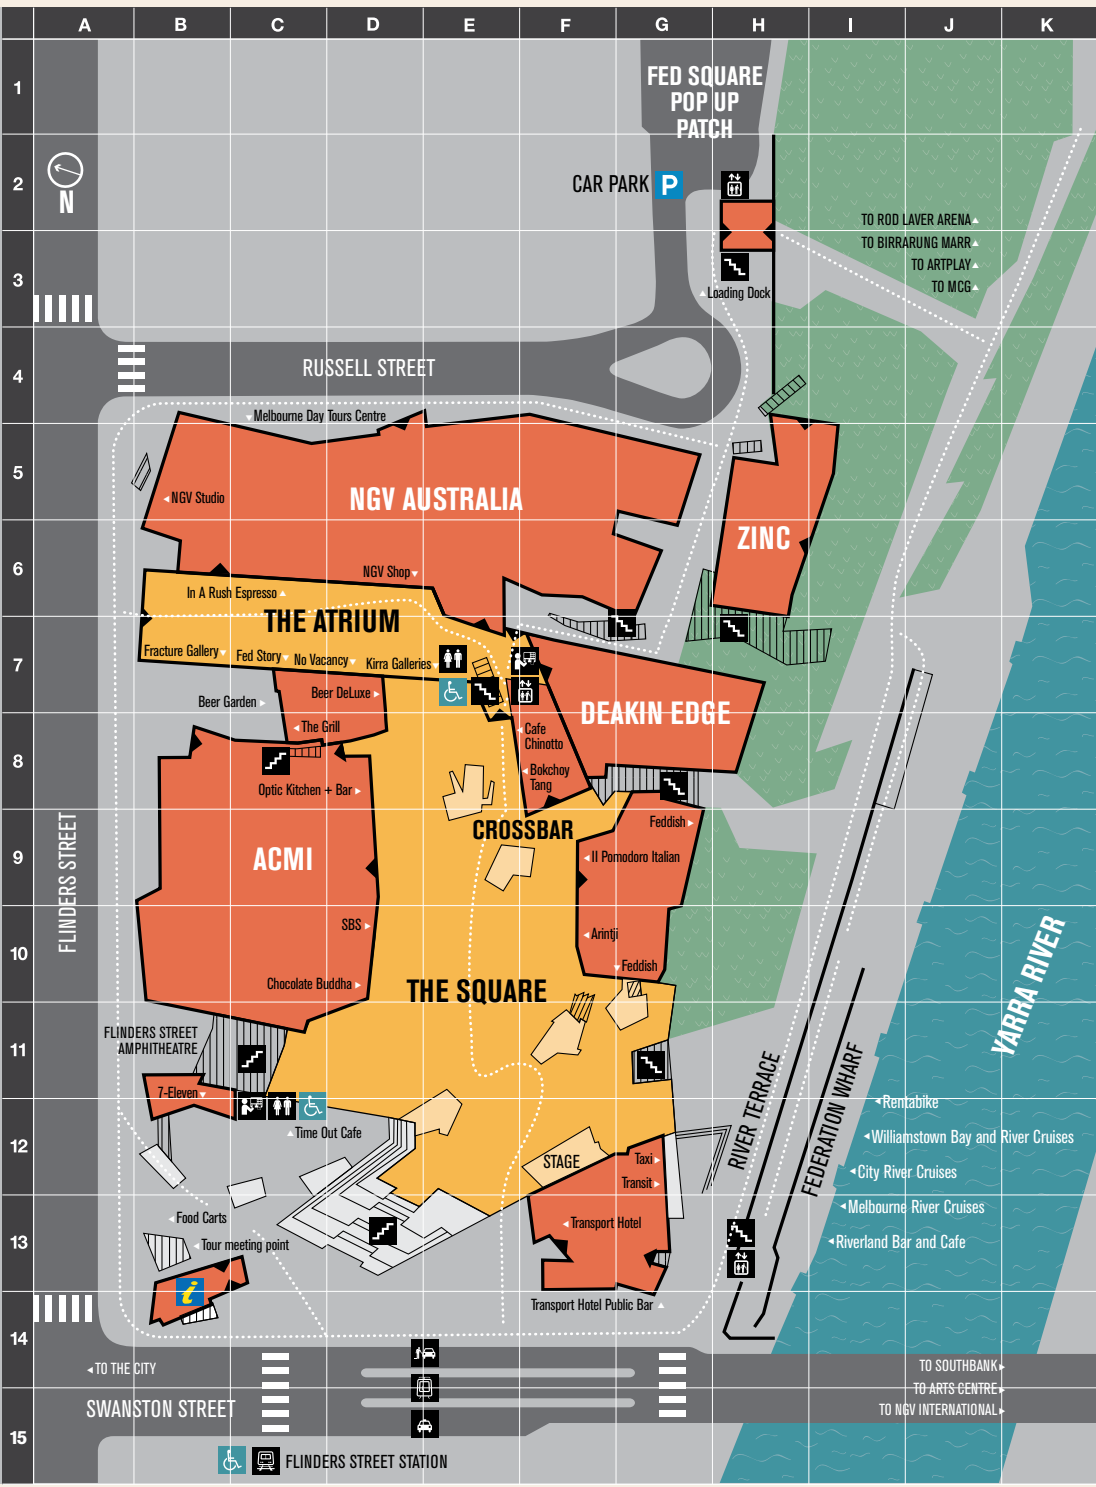 A B C D E F G H I J K
1
2
3
4
5
6
7
8
9
10
11
12
13
14
15
FED SQUARE
POP UP
PATCH
N
CAR PARK P
TO ROD LAVER ARENA
TO BIRRARUNG MARR
TO ARTPLAY
TO MCG
Loading Dock
RUSSELL STREET
Melbourne Day Tours Centre
NGV Studio
NGV AUSTRALIA
ZINC
NGV Shop
In A Rush Espresso
THE ATRIUM
Fracture Gallery
Fed Story
No Vacancy
Kirra Galleries
Beer Garden
Beer DeLuxe
The Grill
DEAKIN EDGE
Cafe
Chinotto
Bokchoy
Tang
Optic Kitchen + Bar
CROSSBAR
Feddish
FLINDERS STREET
ACMI
Il Pomodoro Italian
SBS
Arintji
Feddish
Chocolate Buddha
THE SQUARE
YARRA RIVER
FLINDERS STREET
AMPHITHEATRE
7-Eleven
RIVER TERRACE
FEDERATION WHARF
Rentabike
Time Out Cafe
Williamstown Bay and River Cruises
STAGE
Taxi
City River Cruises
Transit
Melbourne River Cruises
Food Carts
Transport Hotel
Tour meeting point
Riverland Bar and Cafe
i
Transport Hotel Public Bar
TO THE CITY
TO SOUTHBANK
TO ARTS CENTRE
SWANSTON STREET
TO NGV INTERNATIONAL
FLINDERS STREET STATION